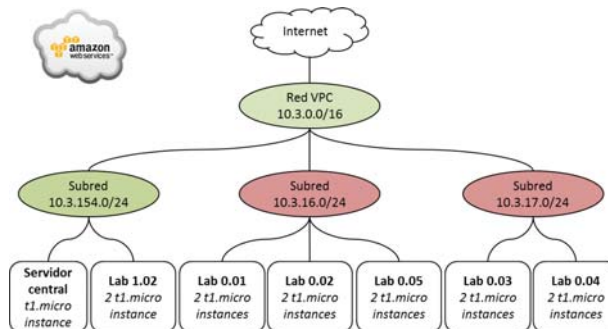 amazon
webservices™
Internet
Red VPC
10.3.0.0/16
Subred
10.3.154.0/24
Subred
10.3.16.0/24
Subred
10.3.17.0/24
Servidor
central
t1.micro
instance
Lab 1.02
2 t1.micro
instance
Lab 0.01
2 t1.micro
instances
Lab 0.02
2 t1.micro
instances
Lab 0.05
2 t1.micro
instances
Lab 0.03
2 t1.micro
instances
Lab 0.04
2 t1.micro
instances